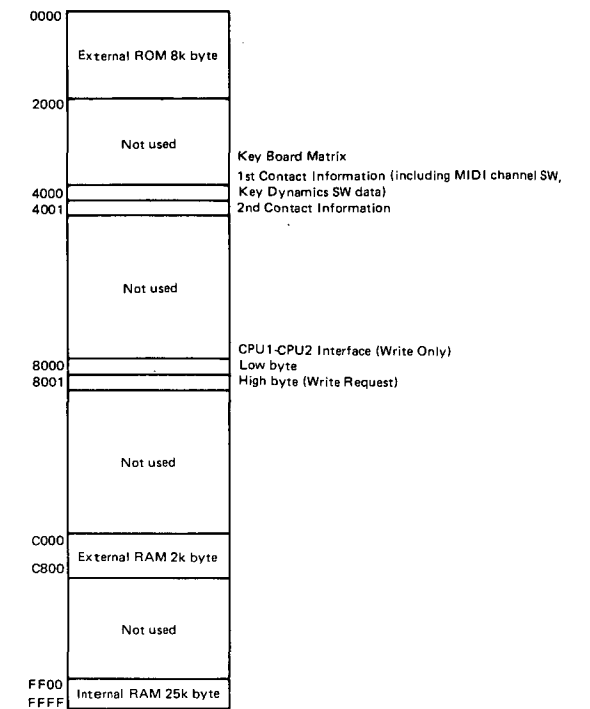 0000
External ROM 8k byte
2000
Not used
Key Board Matrix
1st Contact Information (including MIDI channel SW,
4000
Key Dynamics SW data)
4001
2nd Contact Information
Not used
CPU1-CPU2 Interface (Write Only)
8000
Low byte
8001
High byte (Write Request)
Not used
C000
External RAM 2k byte
C800
Not used
FF00
Internal RAM 25k byte
FFFF